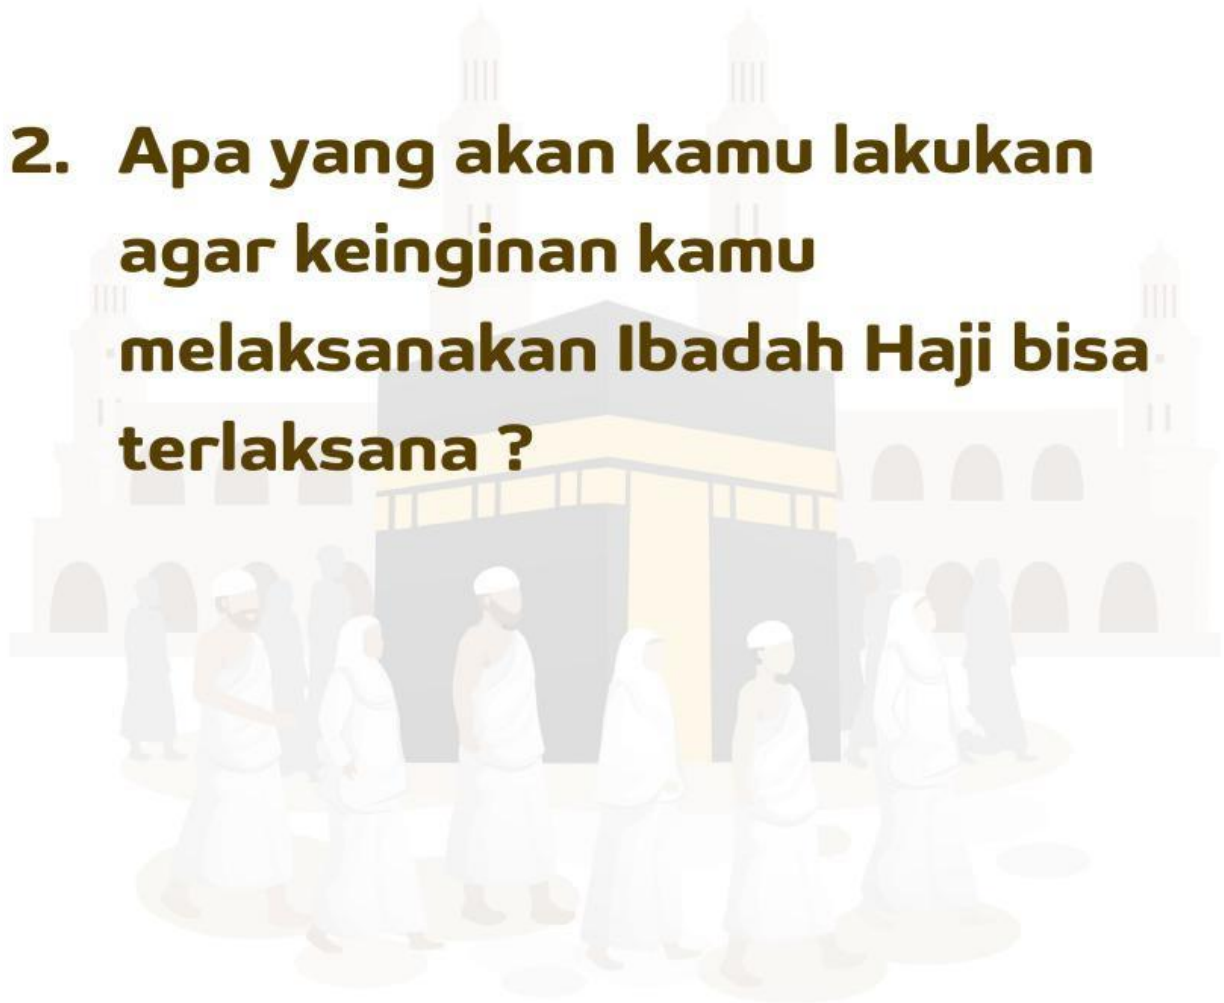 2. Apa yang akan kamu lakukan
agar keinginan kamu
melaksanakan Ibadah Haji bisa
terlaksana ?